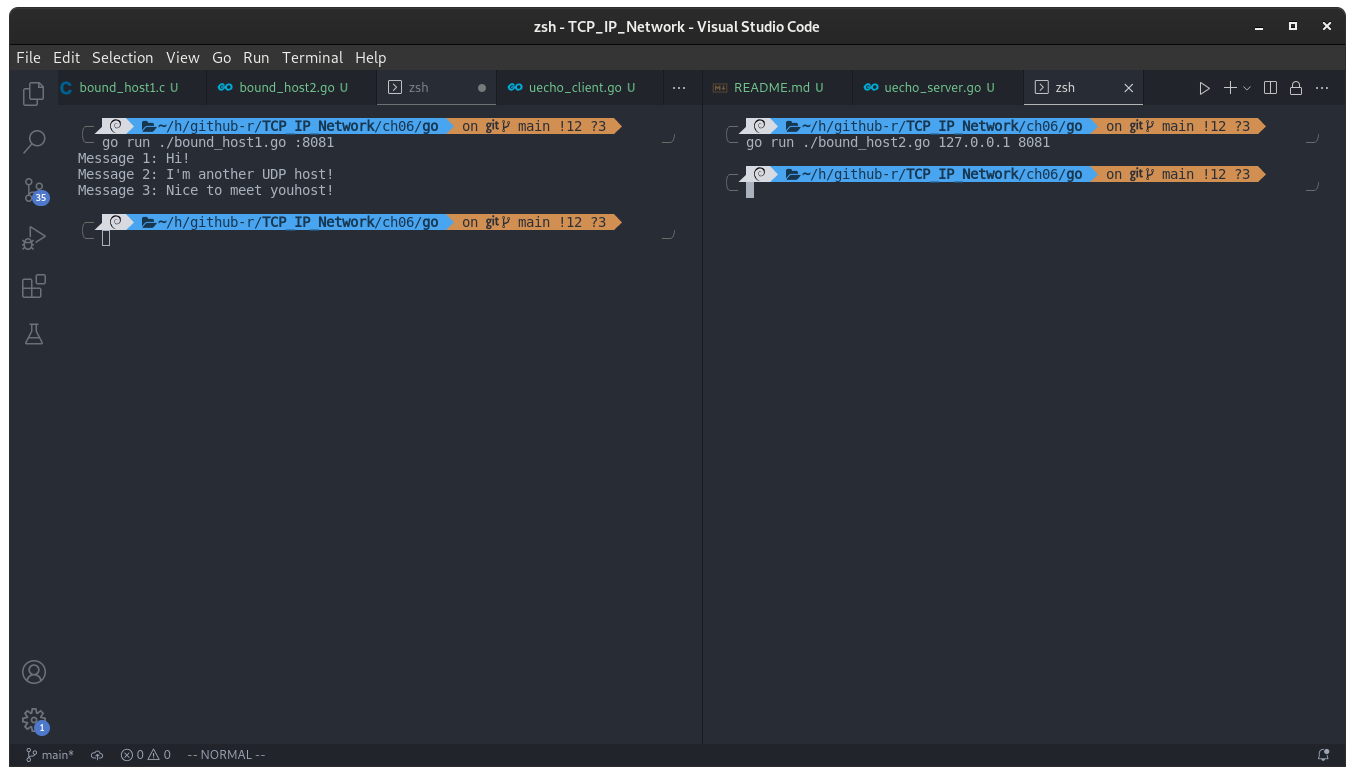 zsh - TCP_IP_Network - Visual Studio Code
File Edit Selection View Go Run Terminal Help
bound_host1.c U bound_host2.go U zsh uecho_client.go U ... README.md U uecho_server.go U zsh
~/h/github-r/TCP_IP_Network/ch06/go on git main !12 ?3
go run ./bound_host1.go :8081
Message 1: Hi!
Message 2: I'm another UDP host!
Message 3: Nice to meet youhost!
~/h/github-r/TCP_IP_Network/ch06/go on git main !12 ?3
~/h/github-r/TCP_IP_Network/ch06/go on git main !12 ?3
go run ./bound_host2.go 127.0.0.1 8081
~/h/github-r/TCP_IP_Network/ch06/go on git main !12 ?3
35
1
main* 0 0 -- NORMAL --